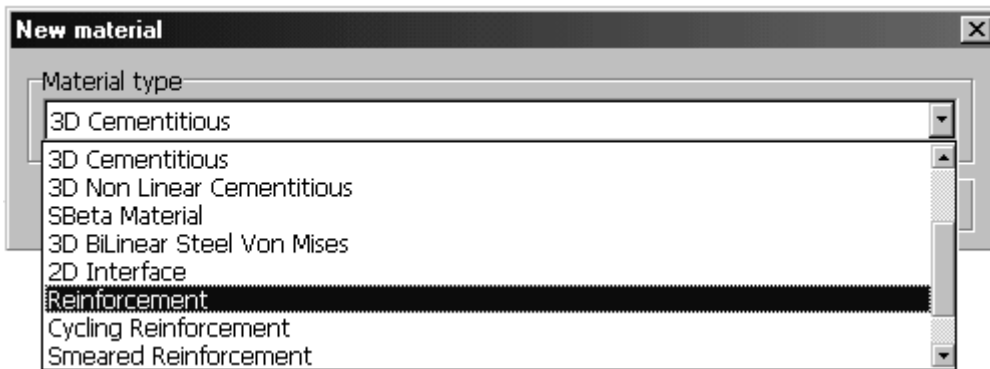 New material
Material type
3D Cementitious
3D Cementitious
3D Non Linear Cementitious
SBeta Material
3D BiLinear Steel Von Mises
2D Interface
Reinforcement
Cycling Reinforcement
Smeared Reinforcement